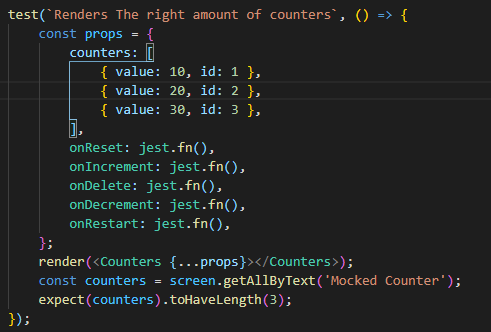 test(`Renders The right amount of counters`, () => {
    const props = {
        counters: [
            { value: 10, id: 1 },
            { value: 20, id: 2 },
            { value: 30, id: 3 },
        ],
        onReset: jest.fn(),
        onIncrement: jest.fn(),
        onDelete: jest.fn(),
        onDecrement: jest.fn(),
        onRestart: jest.fn(),
    };
    render(<Counters {...props}></Counters>);
    const counters = screen.getAllByText('Mocked Counter');
    expect(counters).toHaveLength(3);
});